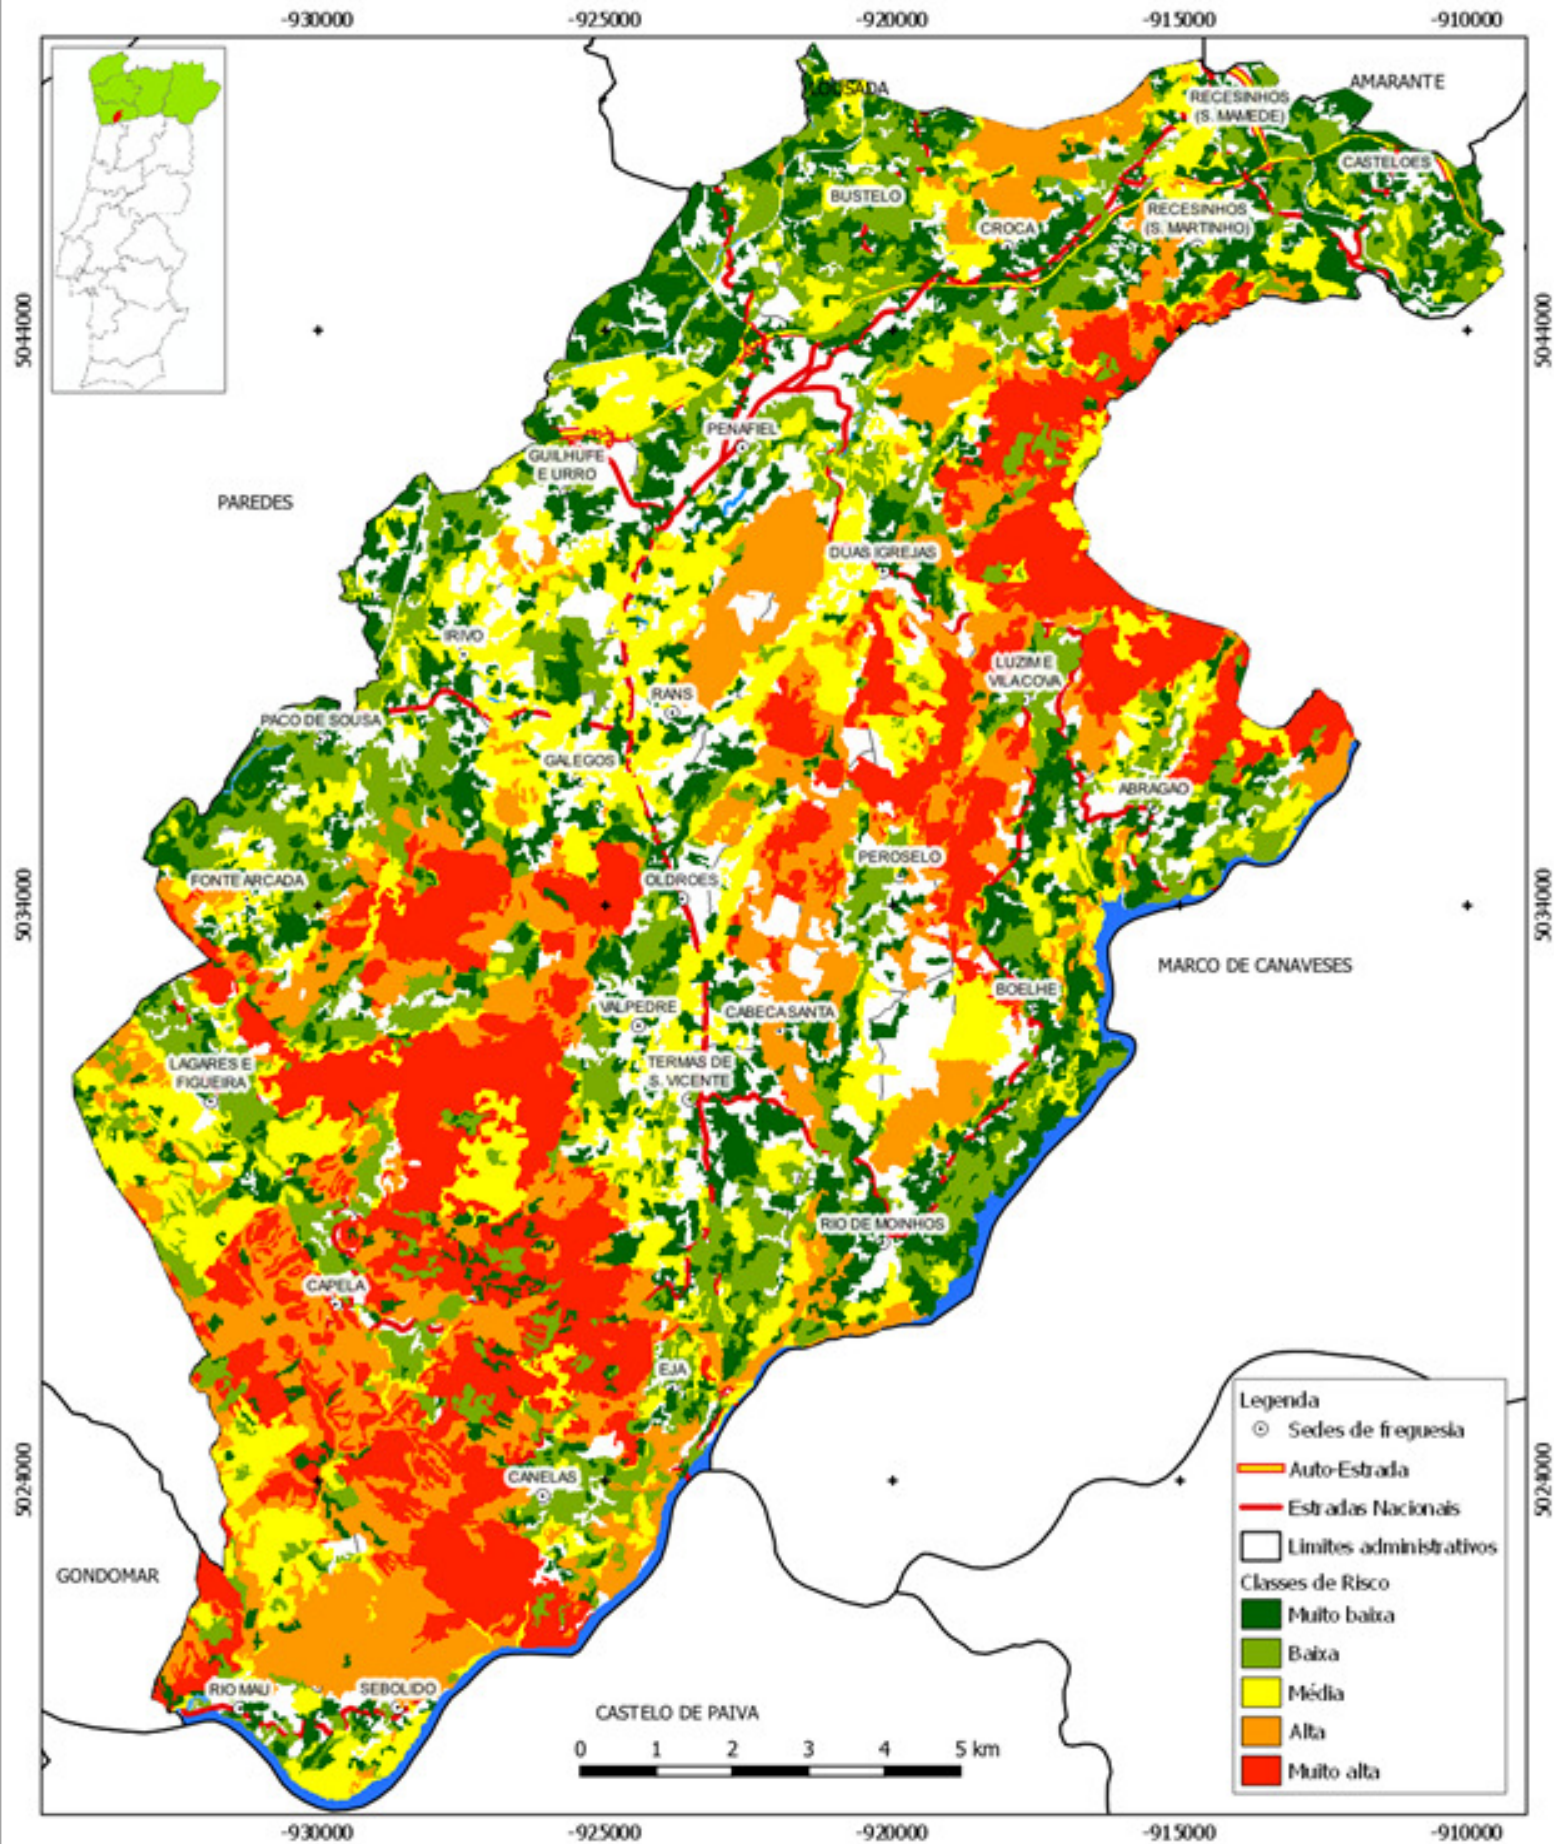 -930000
-925000
-920000
-915000
-910000
LOUSADA
AMARANTE
RECESINHOS
(S. MAMEDE)
CASTELOES
BUSTELO
RECESINHOS
(S. MARTINHO)
CROCA
5044000
5044000
PENAFIEL
GUILHUFE
E URRO
PAREDES
DUAS IGREJAS
IRIVO
LUZIM E
VILA COVA
RANS
PACO DE SOUSA
GALEGOS
ABRAGAO
PEROSELO
FONTE ARCADA
OLDROES
5034000
5034000
MARCO DE CANAVESES
BOELHE
VALPEDRE
CABECA SANTA
LAGARES E
FIGUEIRA
TERMAS DE
S. VICENTE
RIO DE MOINHOS
CAPELA
EJA
CANELAS
5024000
5024000
GONDOMAR
RIO MAU
SEBOLIDO
CASTELO DE PAIVA
0 1 2 3 4 5 km
Legenda
Sedes de freguesia
Auto-Estrada
Estradas Nacionais
Limites administrativos
Classes de Risco
Muito baixa
Baixa
Média
Alta
Muito alta
-930000
-925000
-920000
-915000
-910000